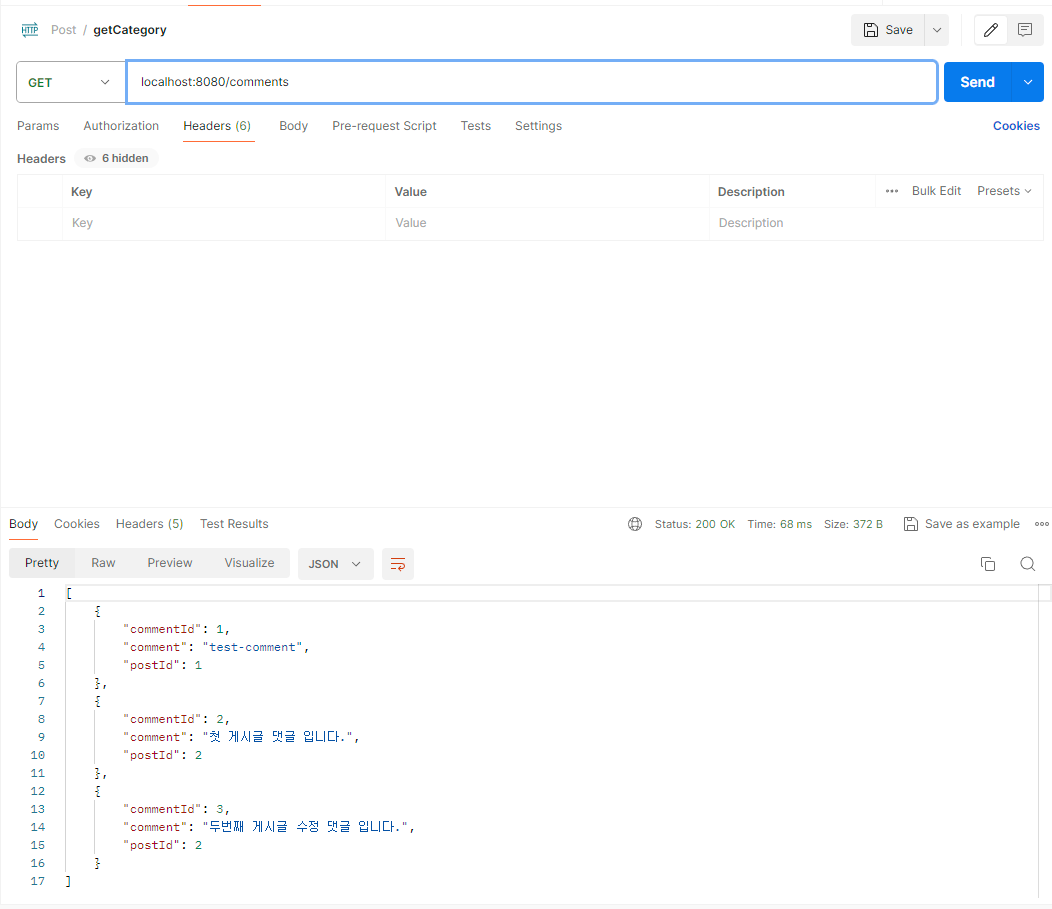 HTTP Post / getCategory Save
GET localhost:8080/comments Send
Params Authorization Headers (6) Body Pre-request Script Tests Settings Cookies
Headers 6 hidden
Key Value Description ••• Bulk Edit Presets
Key Value Description
Body Cookies Headers (5) Test Results Status: 200 OK Time: 68 ms Size: 372 B Save as example
Pretty Raw Preview Visualize JSON
1 [
2 {
3 "commentId": 1,
4 "comment": "test-comment",
5 "postId": 1
6 },
7 {
8 "commentId": 2,
9 "comment": "첫 게시글 댓글 입니다.",
10 "postId": 2
11 },
12 {
13 "commentId": 3,
14 "comment": "두번째 게시글 수정 댓글 입니다.",
15 "postId": 2
16 }
17 ]